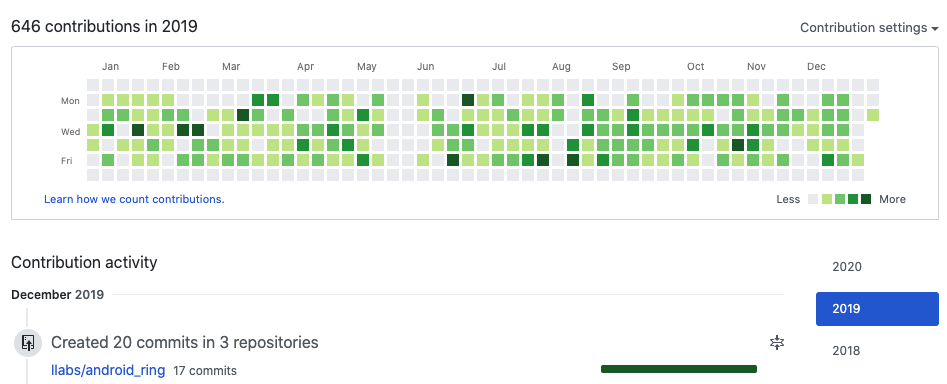 646 contributions in 2019
Contribution settings
Jan Feb Mar Apr May Jun Jul Aug Sep Oct Nov Dec
Mon
Wed
Fri
Learn how we count contributions.
Less More
Contribution activity
2020
December 2019
2019
Created 20 commits in 3 repositories
2018
llabs/android_ring 17 commits